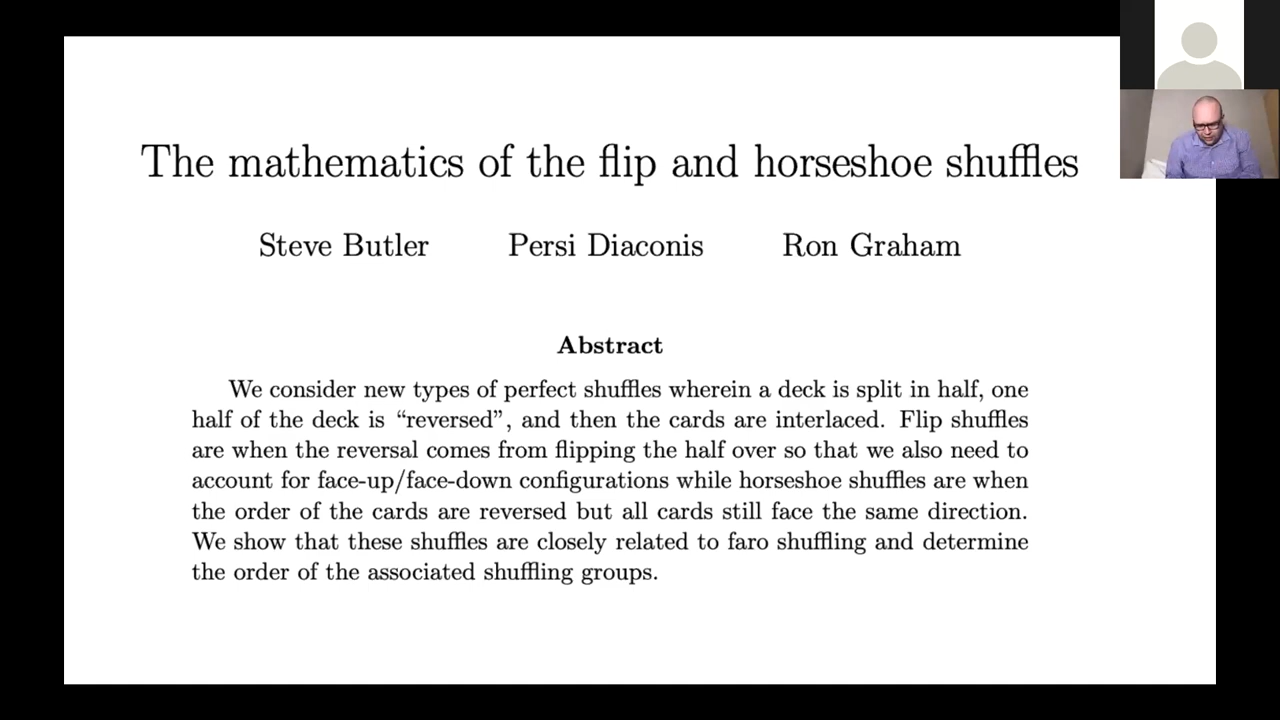 The mathematics of the flip and horseshoe shuffles
Steve Butler Persi Diaconis Ron Graham
Abstract
We consider new types of perfect shuffles wherein a deck is split in half, one
half of the deck is “reversed”, and then the cards are interlaced. Flip shuffles
are when the reversal comes from flipping the half over so that we also need to
account for face-up/face-down configurations while horseshoe shuffles are when
the order of the cards are reversed but all cards still face the same direction.
We show that these shuffles are closely related to faro shuffling and determine
the order of the associated shuffling groups.